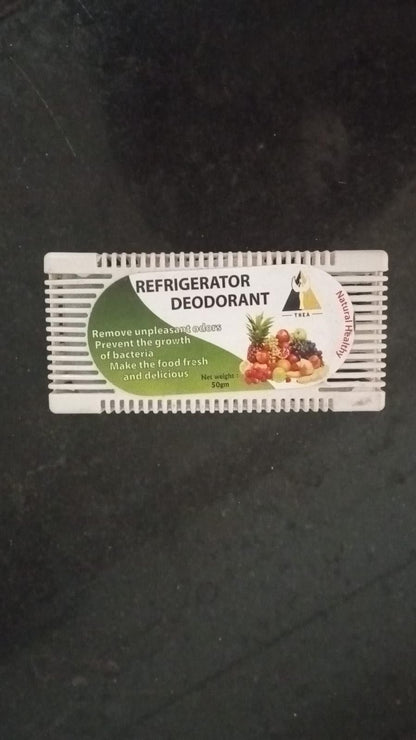 REFRIGERATOR
DEODORANT
THEA
Natural Healthy
Remove unpleasant odors
Prevent the growth
of bacteria
Make the food fresh
and delicious
Net weight :
50gm